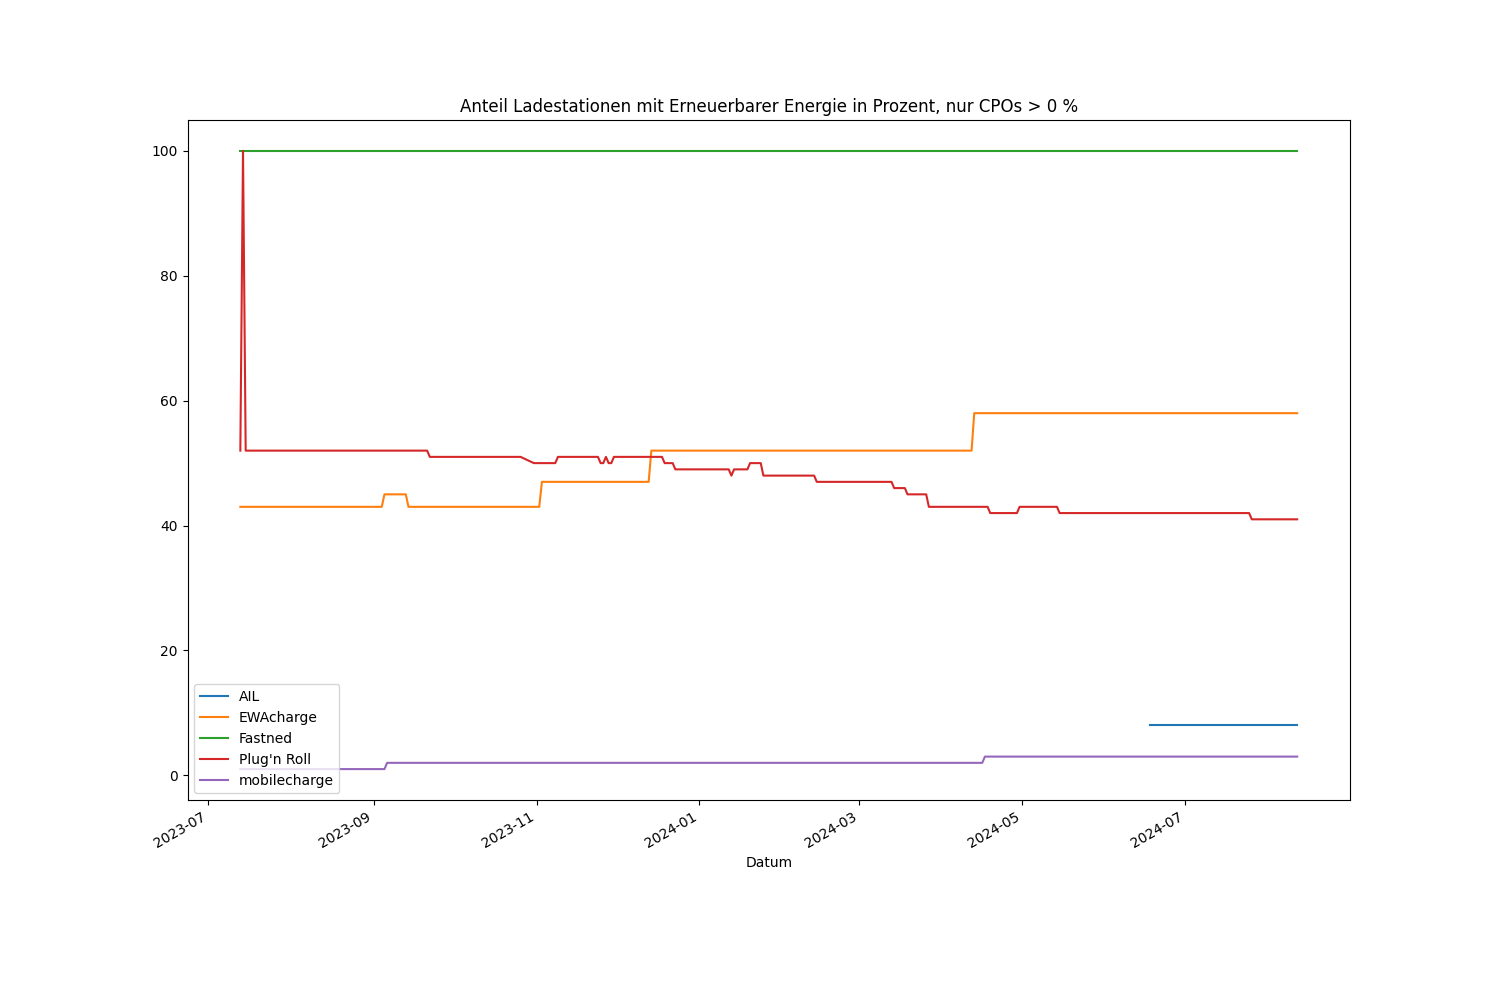 Anteil Ladestationen mit Erneuerbarer Energie in Prozent, nur CPOs > 0 %
100
80
60
40
20
0
AIL
EWAcharge
Fastned
Plug'n Roll
mobilecharge
2023-07
2023-09
2023-11
2024-01
2024-03
2024-05
2024-07
Datum